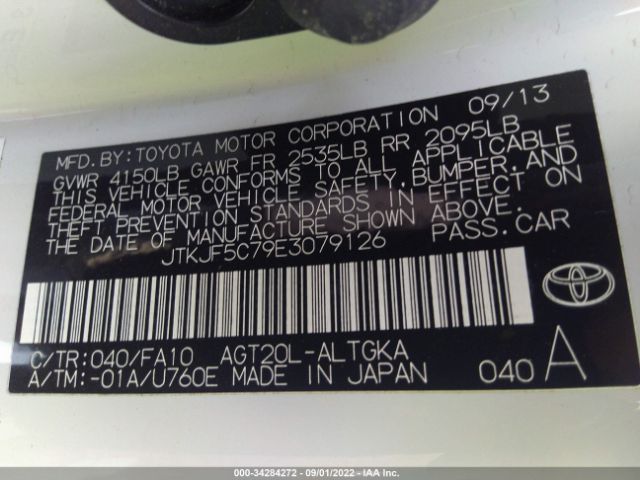 09/13
MFD. BY: TOYOTA MOTOR CORPORATION
GVWR 4150LB GAWR FR 2535LB RR 2095LB
THIS VEHICLE CONFORMS TO ALL APPLICABLE
FEDERAL MOTOR VEHICLE SAFETY, BUMPER, AND
THEFT PREVENTION STANDARDS IN EFFECT ON
THE DATE OF MANUFACTURE SHOWN ABOVE.
JTKJF5C79E3079126 PASS. CAR
C/TR: 040/FA10 AGT20L-ALTGKA
A/TM: -01A/U760E MADE IN JAPAN 040 A
000-34284272 - 09/01/2022 - IAA Inc.